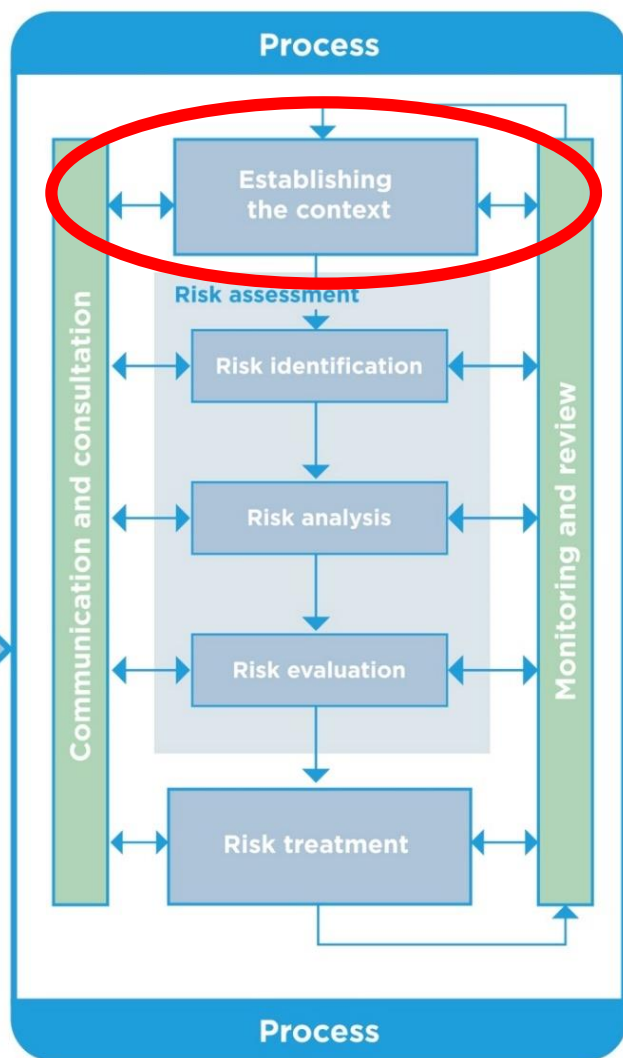 Process
Establishing
the context
Risk assessment
Risk identification
Risk analysis
Risk evaluation
Risk treatment
Communication and consultation
Monitoring and review
Process